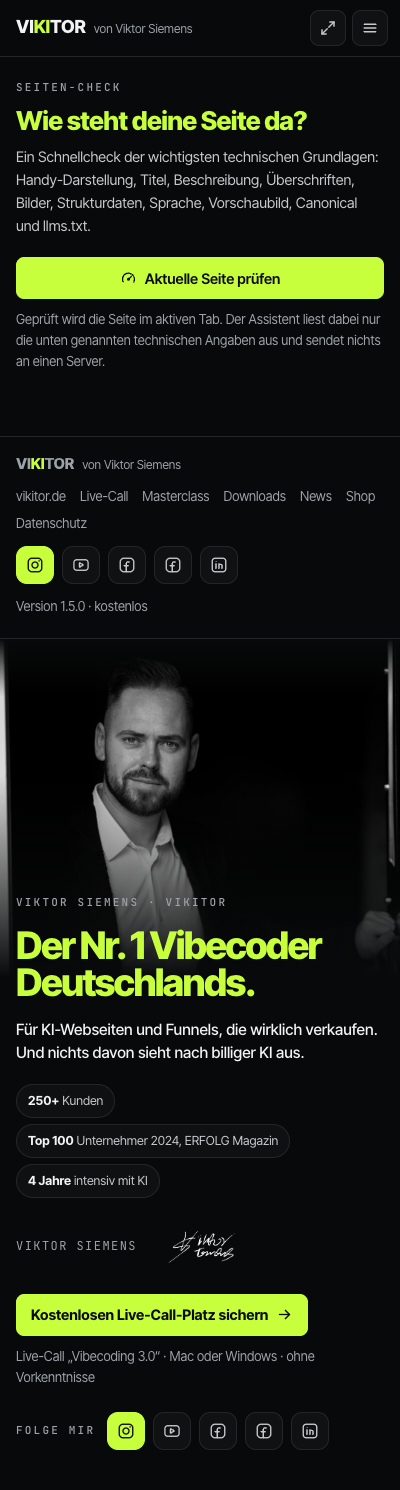 VIKITOR von Viktor Siemens
SEITEN-CHECK
Wie steht deine Seite da?
Ein Schnellcheck der wichtigsten technischen Grundlagen:
Handy-Darstellung, Titel, Beschreibung, Überschriften,
Bilder, Strukturdaten, Sprache, Vorschaubild, Canonical
und llms.txt.
Aktuelle Seite prüfen
Geprüft wird die Seite im aktiven Tab. Der Assistent liest dabei nur
die unten genannten technischen Angaben aus und sendet nichts
an einen Server.
VIKITOR von Viktor Siemens
vikitor.de Live-Call Masterclass Downloads News Shop
Datenschutz
Version 1.5.0 · kostenlos
VIKTOR SIEMENS · VIKITOR
Der Nr. 1 Vibecoder
Deutschlands.
Für KI-Webseiten und Funnels, die wirklich verkaufen.
Und nichts davon sieht nach billiger KI aus.
250+ Kunden
Top 100 Unternehmer 2024, ERFOLG Magazin
4 Jahre intensiv mit KI
VIKTOR SIEMENS
Kostenlosen Live-Call-Platz sichern →
Live-Call „Vibecoding 3.0“ · Mac oder Windows · ohne
Vorkenntnisse
FOLGE MIR